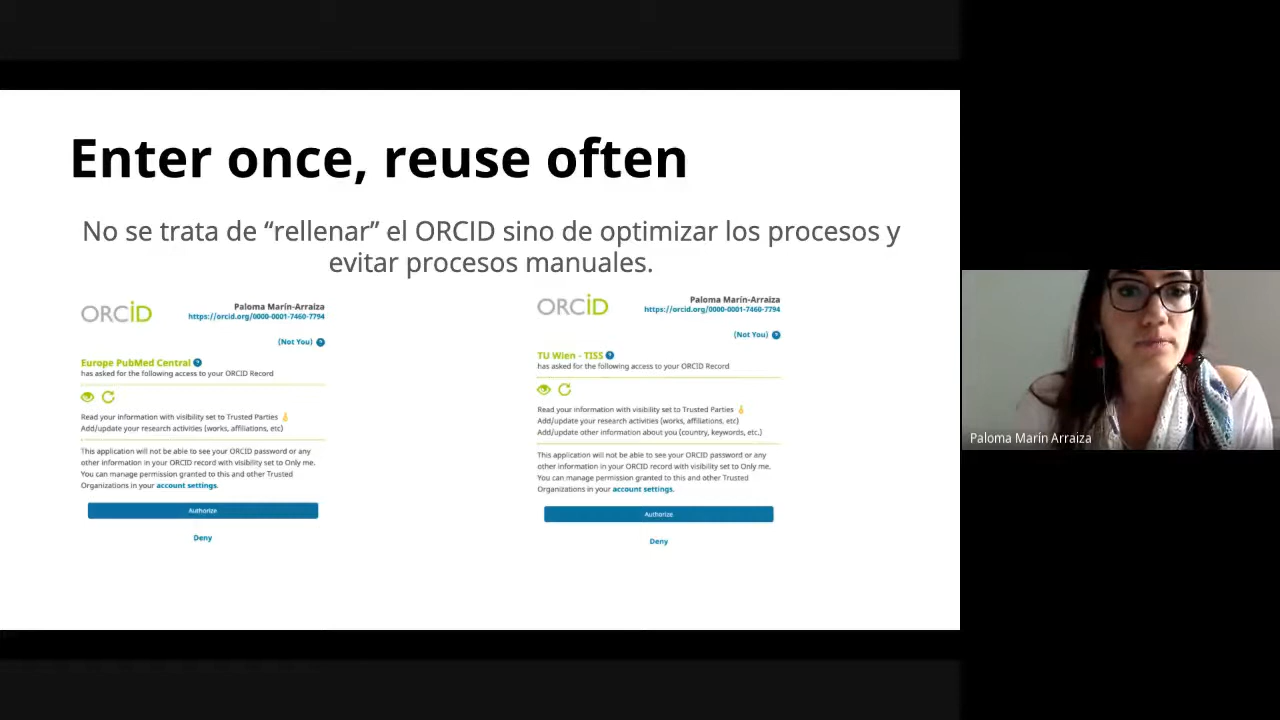 Enter once, reuse often
No se trata de “rellenar” el ORCID sino de optimizar los procesos y
evitar procesos manuales.
ORCID
Paloma Marín-Arraiza
https://orcid.org/0000-0001-7460-7794
(Not You) ?
Europe PubMed Central ?
has asked for the following access to your ORCID Record
Read your information with visibility set to Trusted Parties
Add/update your research activities (works, affiliations, etc)
This application will not be able to see your ORCID password or any
other information in your ORCID record with visibility set to Only me.
You can manage permission granted to this and other Trusted
Organizations in your account settings.
Authorize
Deny
ORCID
Paloma Marín-Arraiza
https://orcid.org/0000-0001-7460-7794
(Not You) ?
TU Wien - TISS ?
has asked for the following access to your ORCID Record
Read your information with visibility set to Trusted Parties
Add/update your research activities (works, affiliations, etc)
Add/update other information about you (country, keywords, etc.)
This application will not be able to see your ORCID password or any
other information in your ORCID record with visibility set to Only me.
You can manage permission granted to this and other Trusted
Organizations in your account settings.
Authorize
Deny
Paloma Marín Arraiza